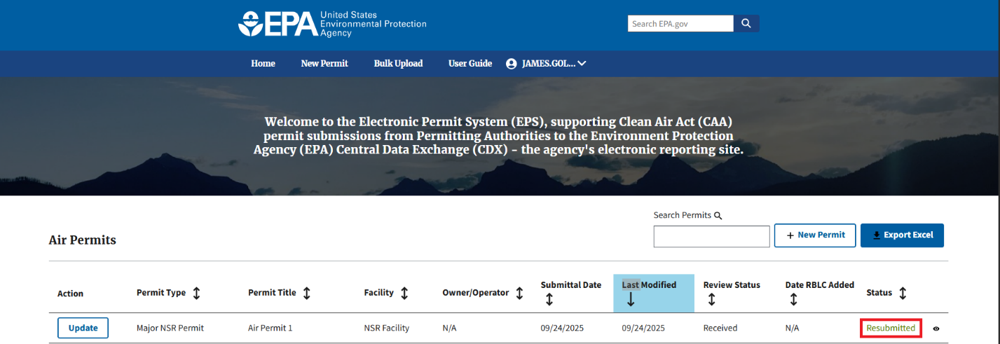 EPA United States
Environmental Protection
Agency
Search EPA.gov
Home New Permit Bulk Upload User Guide JAMES.GOL...
Welcome to the Electronic Permit System (EPS), supporting Clean Air Act (CAA)
permit submissions from Permitting Authorities to the Environment Protection
Agency (EPA) Central Data Exchange (CDX) - the agency's electronic reporting site.
Search Permits
Air Permits
+ New Permit Export Excel
Action Permit Type Permit Title Facility Owner/Operator Submittal Date Last Modified Review Status Date RBLC Added Status
Update Major NSR Permit Air Permit 1 NSR Facility N/A 09/24/2025 09/24/2025 Received N/A Resubmitted